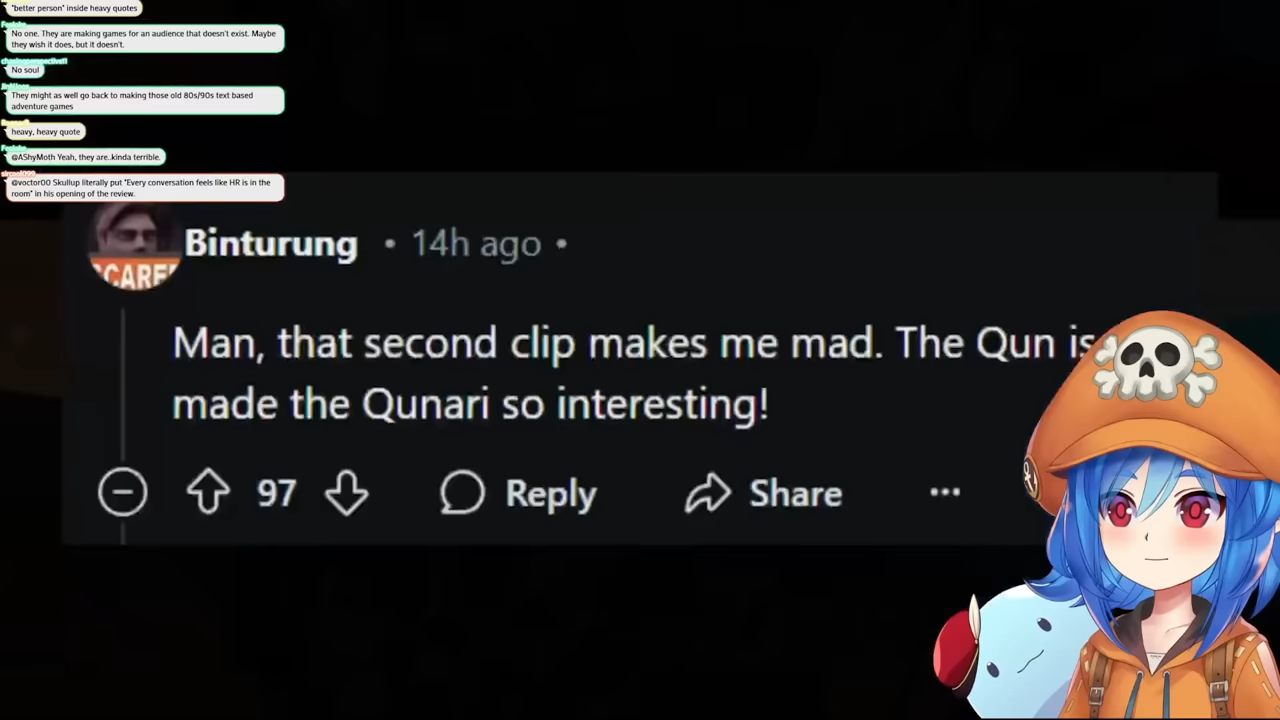 "better person" inside heavy quotes
No one. They are making games for an audience that doesn't exist. Maybe
they wish it does, but it doesn't.
No soul
They might as well go back to making those old 80s/90s text based
adventure games
heavy, heavy quote
@AShyMoth Yeah, they are..kinda terrible.
@voctor00 Skullup literally put "Every conversation feels like HR is in the
room" in his opening of the review.
Binturung • 14h ago •
Man, that second clip makes me mad. The Qun is
made the Qunari so interesting!
97 Reply Share ...